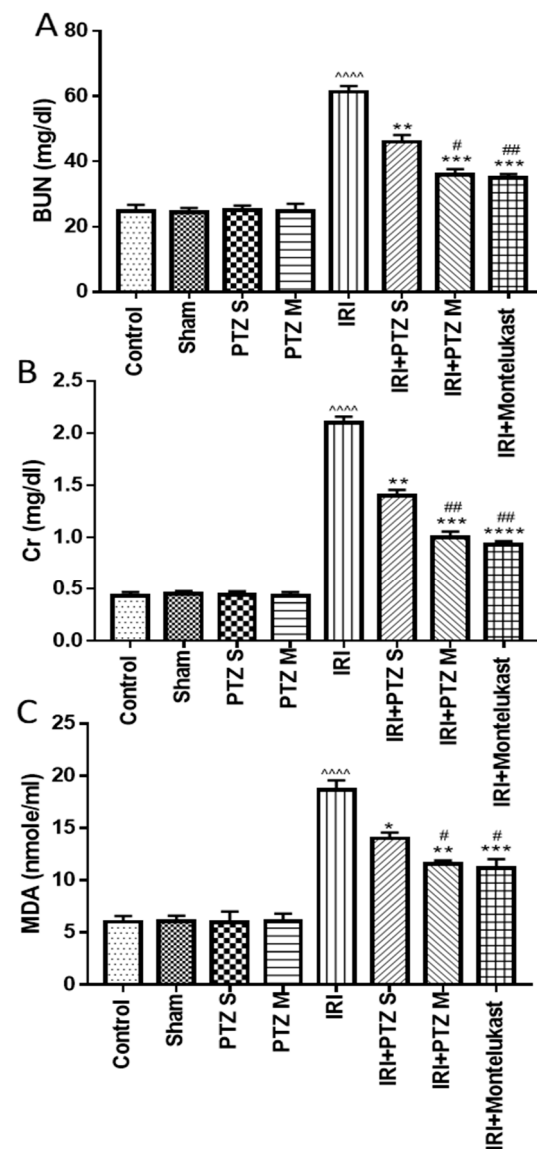 A
BUN (mg/dl)
80
60
40
20
0
^^^^
**
#
***
##
***
Control
Sham
PTZ S
PTZ M
IRI
IRI+PTZ S
IRI+PTZ M
IRI+Montelukast
B
Cr (mg/dl)
2.5
2.0
1.5
1.0
0.5
0.0
^^^^
**
##
***
##
****
Control
Sham
PTZ S
PTZ M
IRI
IRI+PTZ S
IRI+PTZ M
IRI+Montelukast
C
MDA (nmole/ml)
25
20
15
10
5
0
^^^^
*
#
**
#
***
Control
Sham
PTZ S
PTZ M
IRI
IRI+PTZ S
IRI+PTZ M
IRI+Montelukast